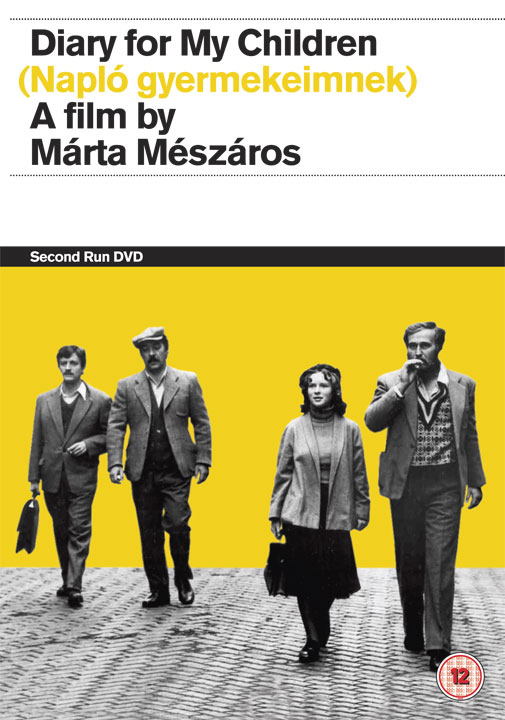 Diary for My Children
(Napló gyermekeimnek)
A film by
Márta Mészáros
Second Run DVD
12